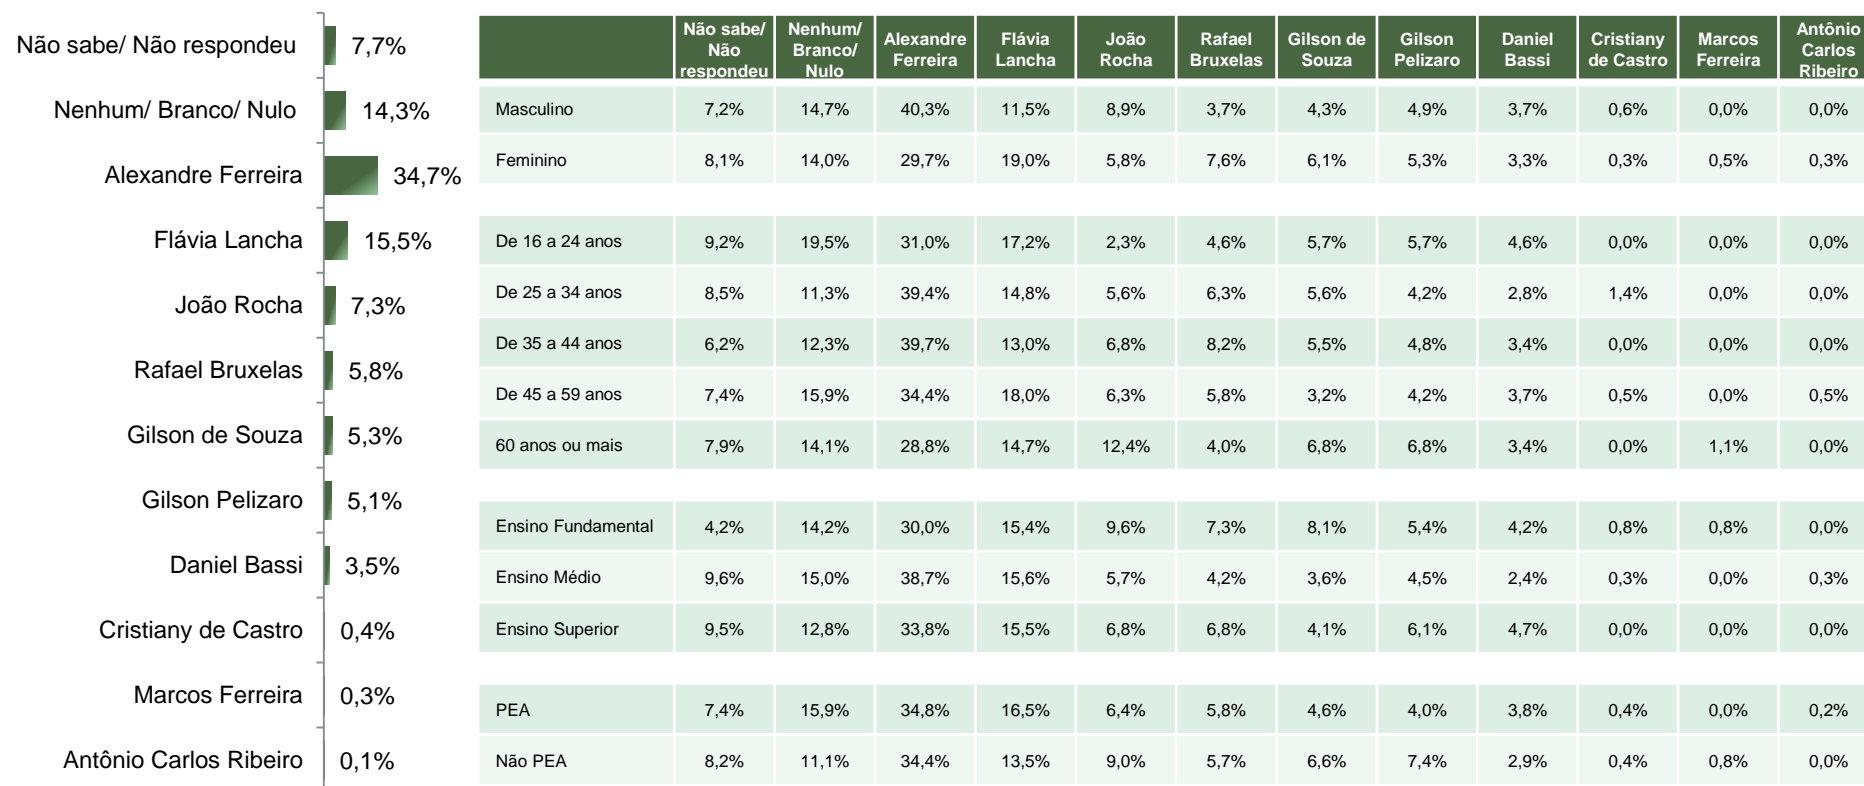 Não sabe/ Não respondeu 7,7%
Nenhum/ Branco/ Nulo 14,3%
Alexandre Ferreira 34,7%
Flávia Lancha 15,5%
João Rocha 7,3%
Rafael Bruxelas 5,8%
Gilson de Souza 5,3%
Gilson Pelizaro 5,1%
Daniel Bassi 3,5%
Cristiany de Castro 0,4%
Marcos Ferreira 0,3%
Antônio Carlos Ribeiro 0,1%
Não sabe/ Não respondeu Nenhum/ Branco/ Nulo Alexandre Ferreira Flávia Lancha João Rocha Rafael Bruxelas Gilson de Souza Gilson Pelizaro Daniel Bassi Cristiany de Castro Marcos Ferreira Antônio Carlos Ribeiro
Masculino 7,2% 14,7% 40,3% 11,5% 8,9% 3,7% 4,3% 4,9% 3,7% 0,6% 0,0% 0,0%
Feminino 8,1% 14,0% 29,7% 19,0% 5,8% 7,6% 6,1% 5,3% 3,3% 0,3% 0,5% 0,3%
De 16 a 24 anos 9,2% 19,5% 31,0% 17,2% 2,3% 4,6% 5,7% 5,7% 4,6% 0,0% 0,0% 0,0%
De 25 a 34 anos 8,5% 11,3% 39,4% 14,8% 5,6% 6,3% 5,6% 4,2% 2,8% 1,4% 0,0% 0,0%
De 35 a 44 anos 6,2% 12,3% 39,7% 13,0% 6,8% 8,2% 5,5% 4,8% 3,4% 0,0% 0,0% 0,0%
De 45 a 59 anos 7,4% 15,9% 34,4% 18,0% 6,3% 5,8% 3,2% 4,2% 3,7% 0,5% 0,0% 0,5%
60 anos ou mais 7,9% 14,1% 28,8% 14,7% 12,4% 4,0% 6,8% 6,8% 3,4% 0,0% 1,1% 0,0%
Ensino Fundamental 4,2% 14,2% 30,0% 15,4% 9,6% 7,3% 8,1% 5,4% 4,2% 0,8% 0,8% 0,0%
Ensino Médio 9,6% 15,0% 38,7% 15,6% 5,7% 4,2% 3,6% 4,5% 2,4% 0,3% 0,0% 0,3%
Ensino Superior 9,5% 12,8% 33,8% 15,5% 6,8% 6,8% 4,1% 6,1% 4,7% 0,0% 0,0% 0,0%
PEA 7,4% 15,9% 34,8% 16,5% 6,4% 5,8% 4,6% 4,0% 3,8% 0,4% 0,0% 0,2%
Não PEA 8,2% 11,1% 34,4% 13,5% 9,0% 5,7% 6,6% 7,4% 2,9% 0,4% 0,8% 0,0%